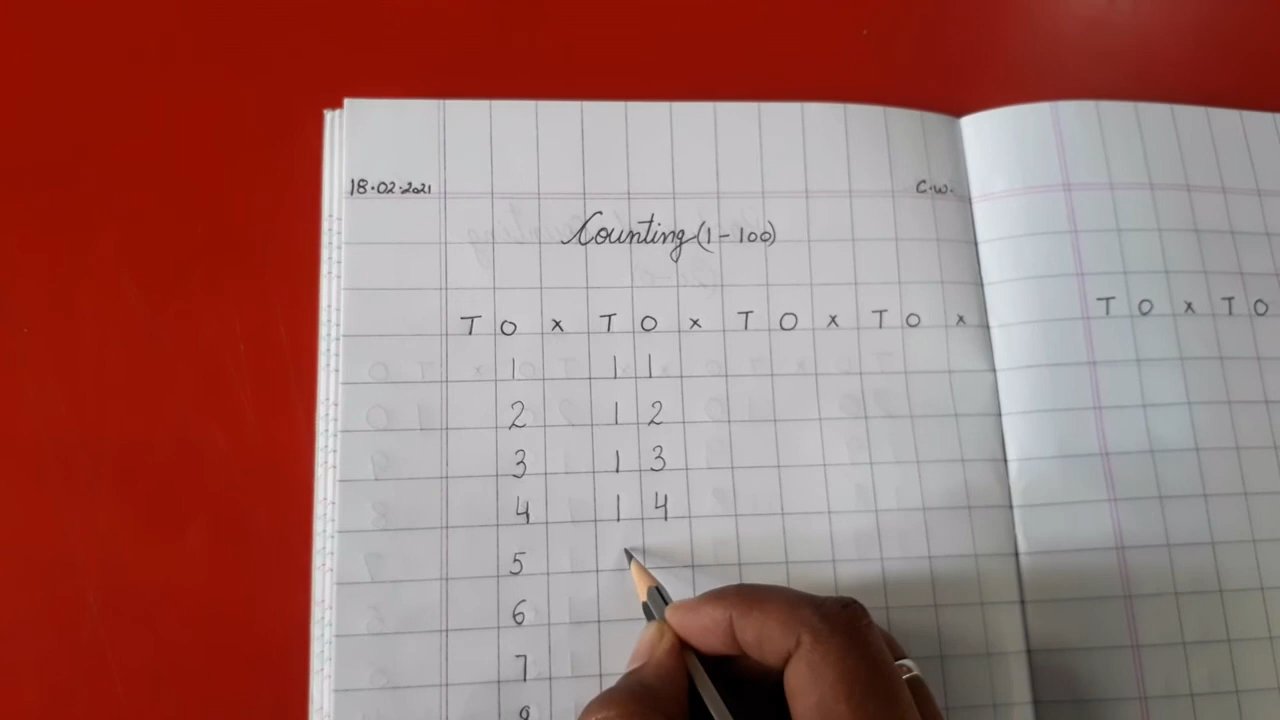 18.02.2021 C.W.
Counting (1-100)
T O x T O x T O x T O x T O x T O
1 1 1
2 1 2
3 1 3
4 1 4
5
6
7